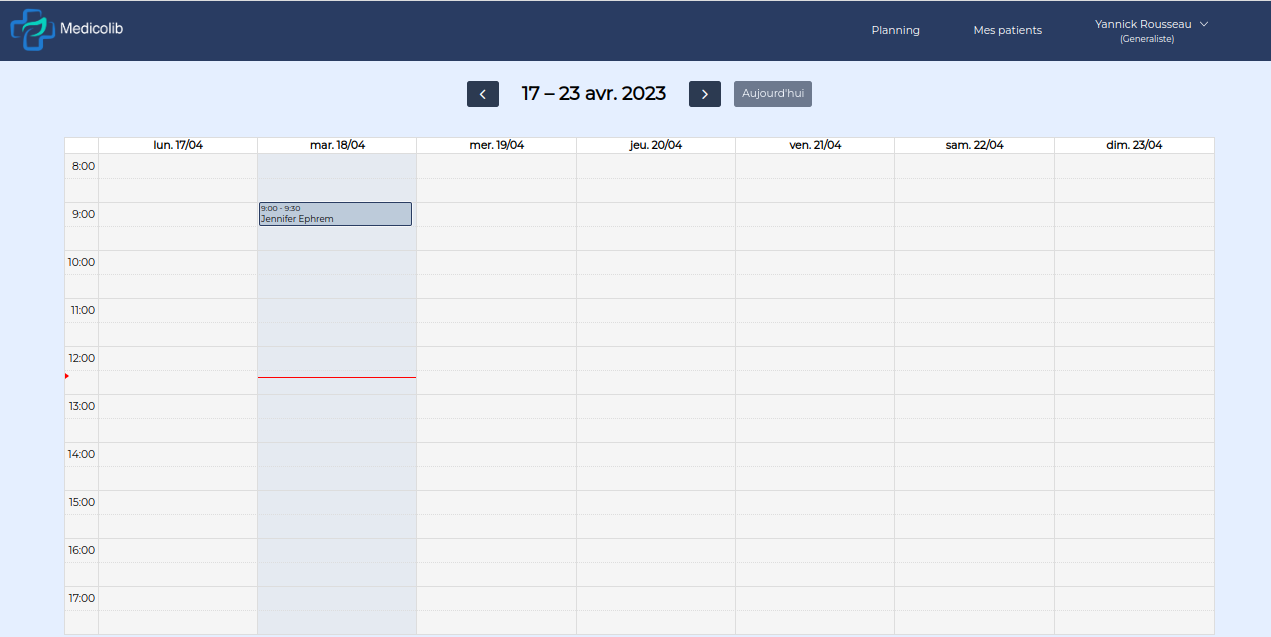 Medicolib
Planning
Mes patients
Yannick Rousseau
(Generaliste)
17 – 23 avr. 2023
Aujourd'hui
lun. 17/04
mar. 18/04
mer. 19/04
jeu. 20/04
ven. 21/04
sam. 22/04
dim. 23/04
8:00
9:00
9:00 - 9:30
Jennifer Ephrem
10:00
11:00
12:00
13:00
14:00
15:00
16:00
17:00